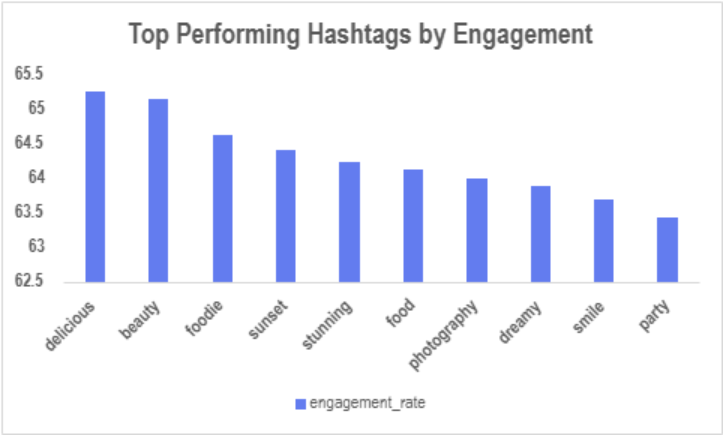 Top Performing Hashtags by Engagement
65.5
65
64.5
64
63.5
63
62.5
delicious
beauty
foodie
sunset
stunning
food
photography
dreamy
smile
party
engagement_rate